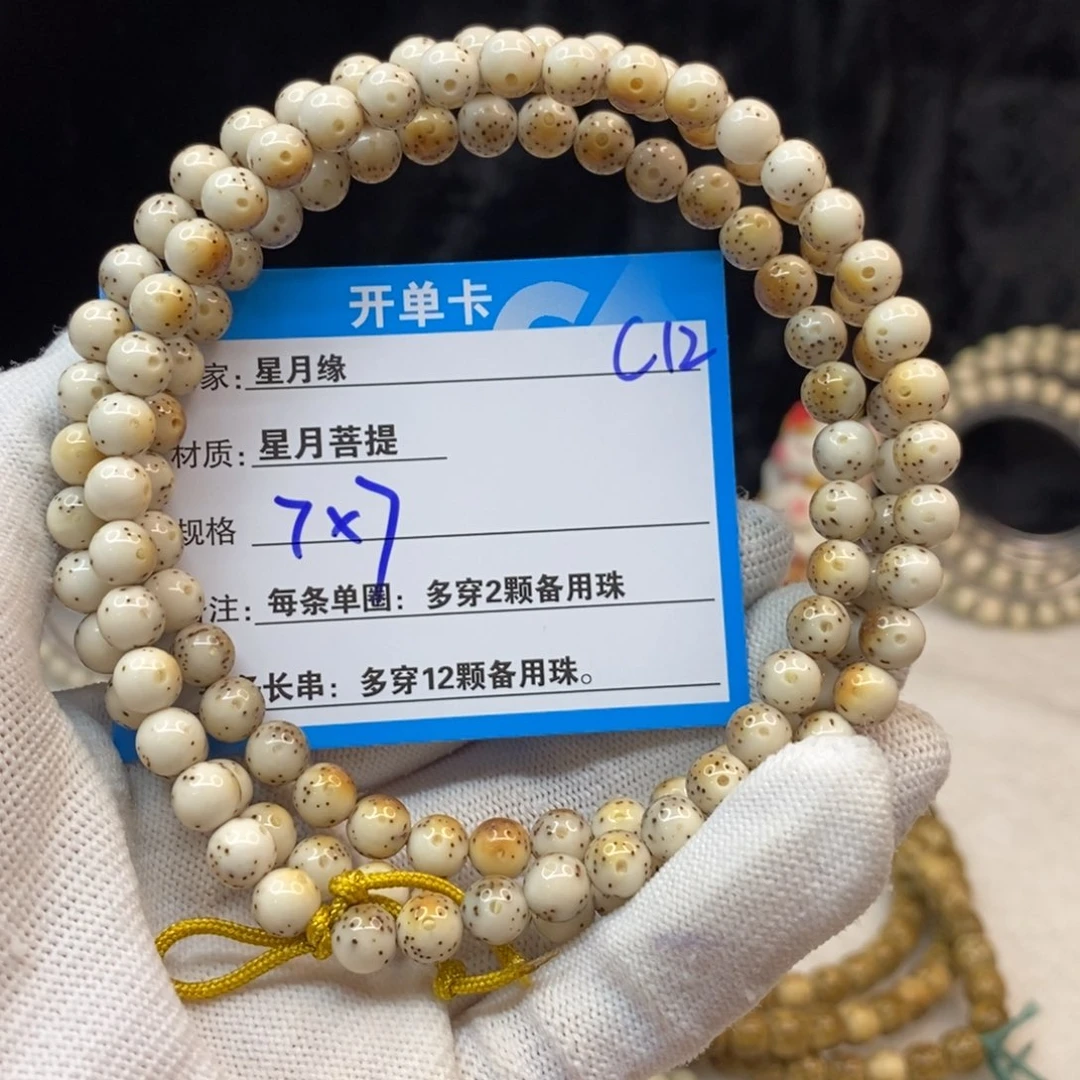 开单卡
C12
家：星月缘
材质：星月菩提
规格 7×7
注：每条单圈：多穿2颗备用珠
长串：多穿12颗备用珠。